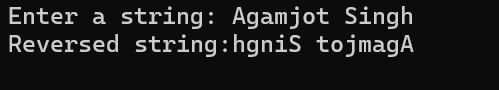 Enter a string: Agamjot Singh
Reversed string:hgniS tojmagA